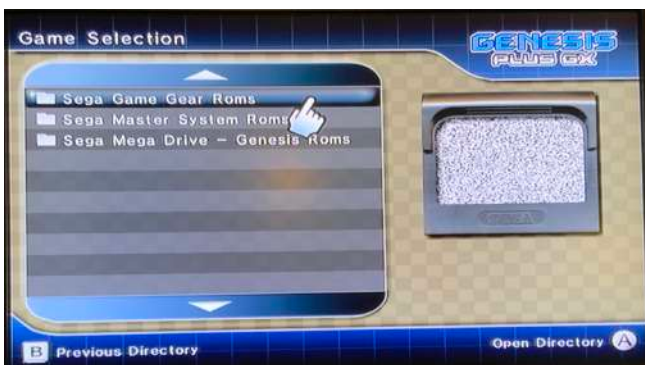 Game Selection
GENESIS
PLUS GX
Sega Game Gear Roms
Sega Master System Roms
Sega Mega Drive – Genesis Roms
SEGA
B Previous Directory
Open Directory A